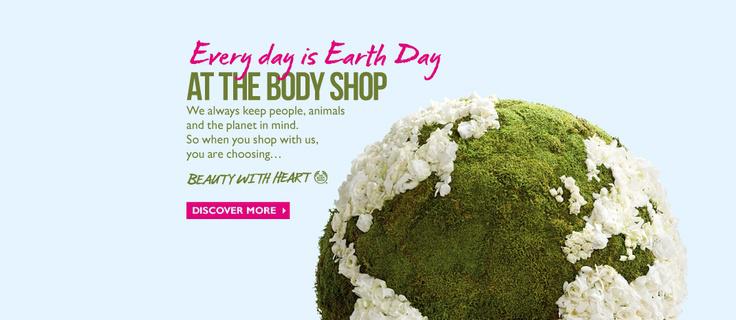 Every day is Earth Day
AT THE BODY SHOP
We always keep people, animals
and the planet in mind.
So when you shop with us,
you are choosing...
BEAUTY WITH HEART
DISCOVER MORE